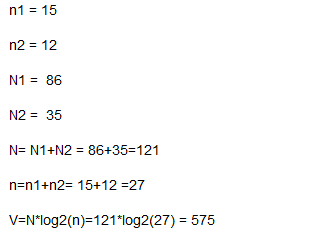 n1 = 15
n2 = 12
N1 =  86
N2 =  35
N= N1+N2 = 86+35=121
n=n1+n2= 15+12 =27
V=N*log2(n)=121*log2(27) = 575